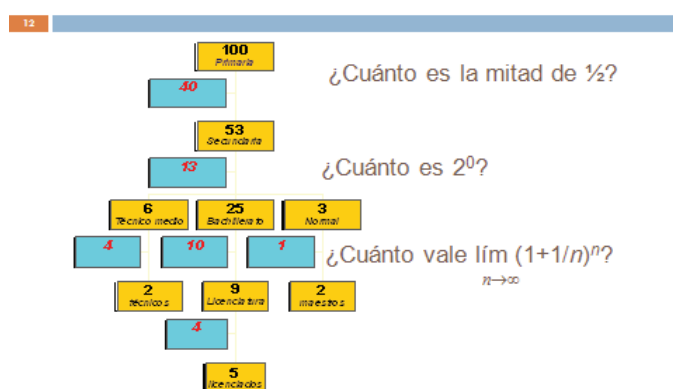 12
100
Primaria
¿Cuánto es la mitad de ½?
40
53
Secundaria
13
¿Cuánto es 2⁰?
6
Técnico medio
25
Bachillerato
3
Normal
4
10
1
¿Cuánto vale lím (1+1/n)ⁿ?
n→∞
2
técnicos
9
Licenciatura
2
maestros
4
5
licenciados